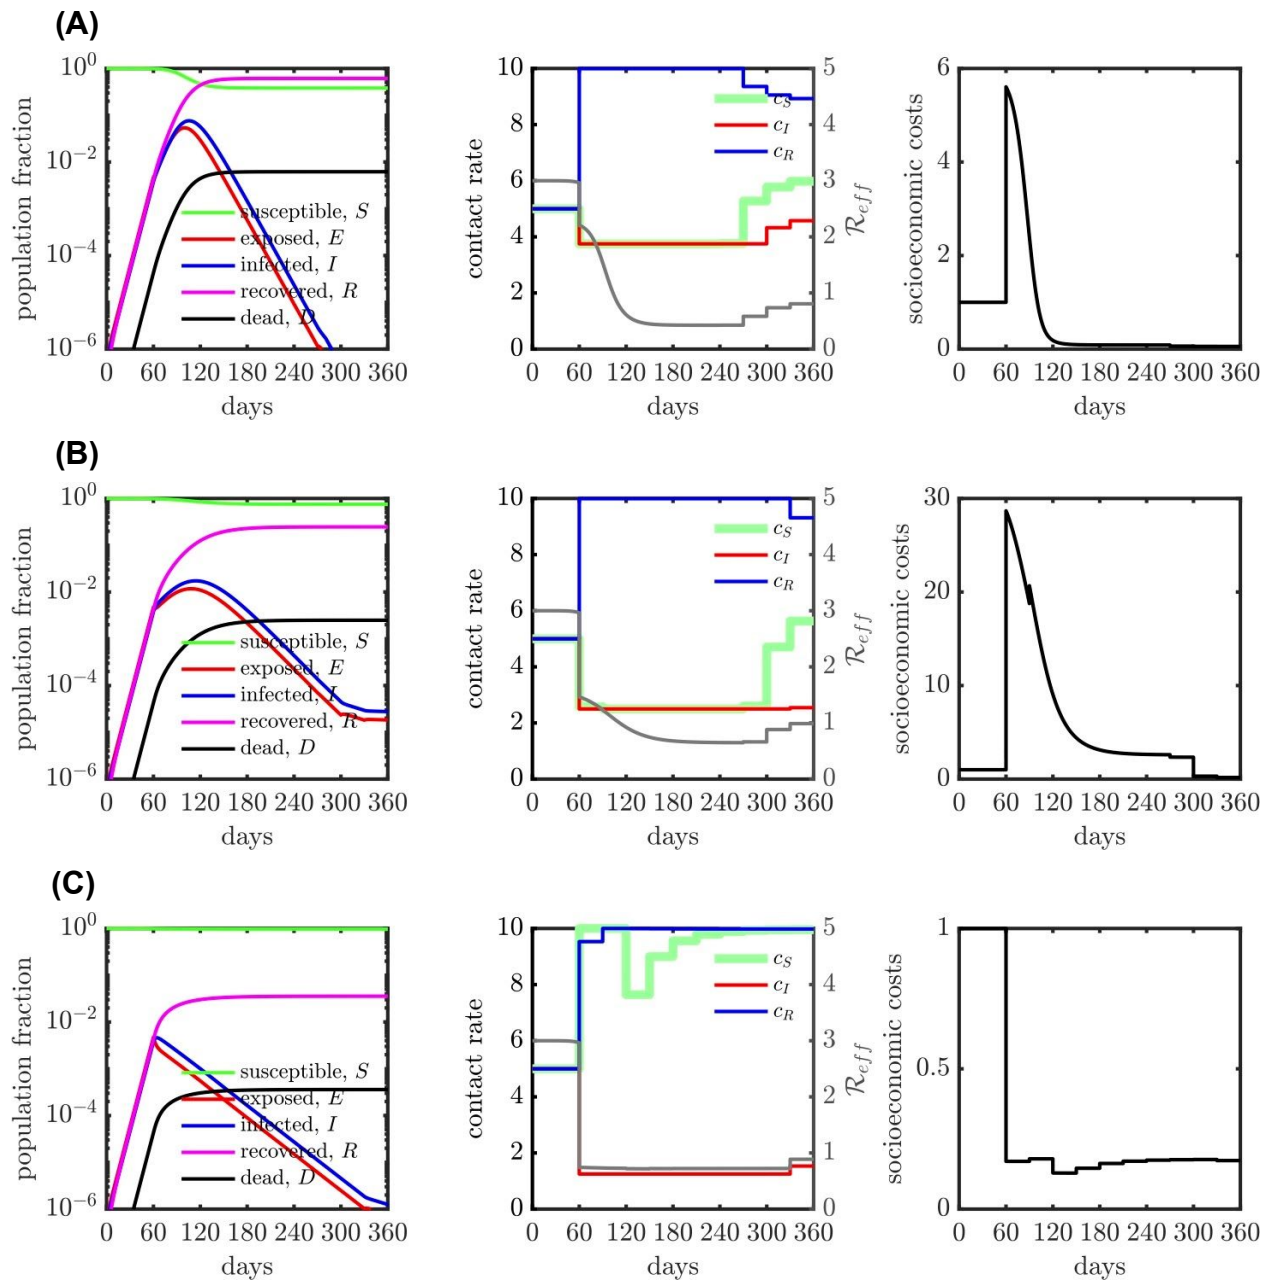 (A)
population fraction
10^0
10^-2
10^-4
10^-6
susceptible, S
exposed, E
infected, I
recovered, R
dead, D
0 60 120 180 240 300 360
days
contact rate
10
8
6
4
2
0
c_S
c_I
c_R
5
4
3
2
1
0
R_eff
0 60 120 180 240 300 360
days
socioeconomic costs
6
4
2
0
0 60 120 180 240 300 360
days
(B)
population fraction
10^0
10^-2
10^-4
10^-6
susceptible, S
exposed, E
infected, I
recovered, R
dead, D
0 60 120 180 240 300 360
days
contact rate
10
8
6
4
2
0
c_S
c_I
c_R
5
4
3
2
1
0
R_eff
0 60 120 180 240 300 360
days
socioeconomic costs
30
20
10
0
0 60 120 180 240 300 360
days
(C)
population fraction
10^0
10^-2
10^-4
10^-6
susceptible, S
exposed, E
infected, I
recovered, R
dead, D
0 60 120 180 240 300 360
days
contact rate
10
8
6
4
2
0
c_S
c_I
c_R
5
4
3
2
1
0
R_eff
0 60 120 180 240 300 360
days
socioeconomic costs
1
0.5
0
0 60 120 180 240 300 360
days